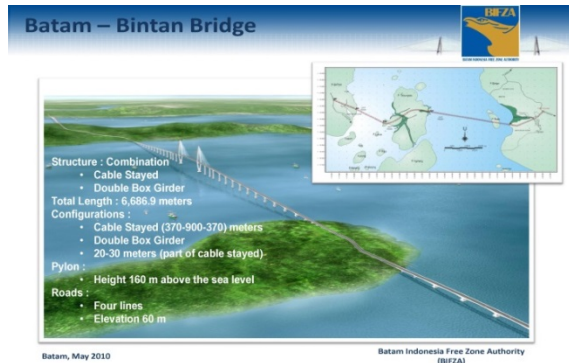 Batam – Bintan Bridge
BIFZA
Structure : Combination
• Cable Stayed
• Double Box Girder
Total Length : 6,686.9 meters
Configurations :
• Cable Stayed (370-900-370) meters
• Double Box Girder
• 20-30 meters (part of cable stayed)
Pylon :
• Height 160 m above the sea level
Roads :
• Four lines
• Elevation 60 m
Batam, May 2010
Batam Indonesia Free Zone Authority
(BIFZA)